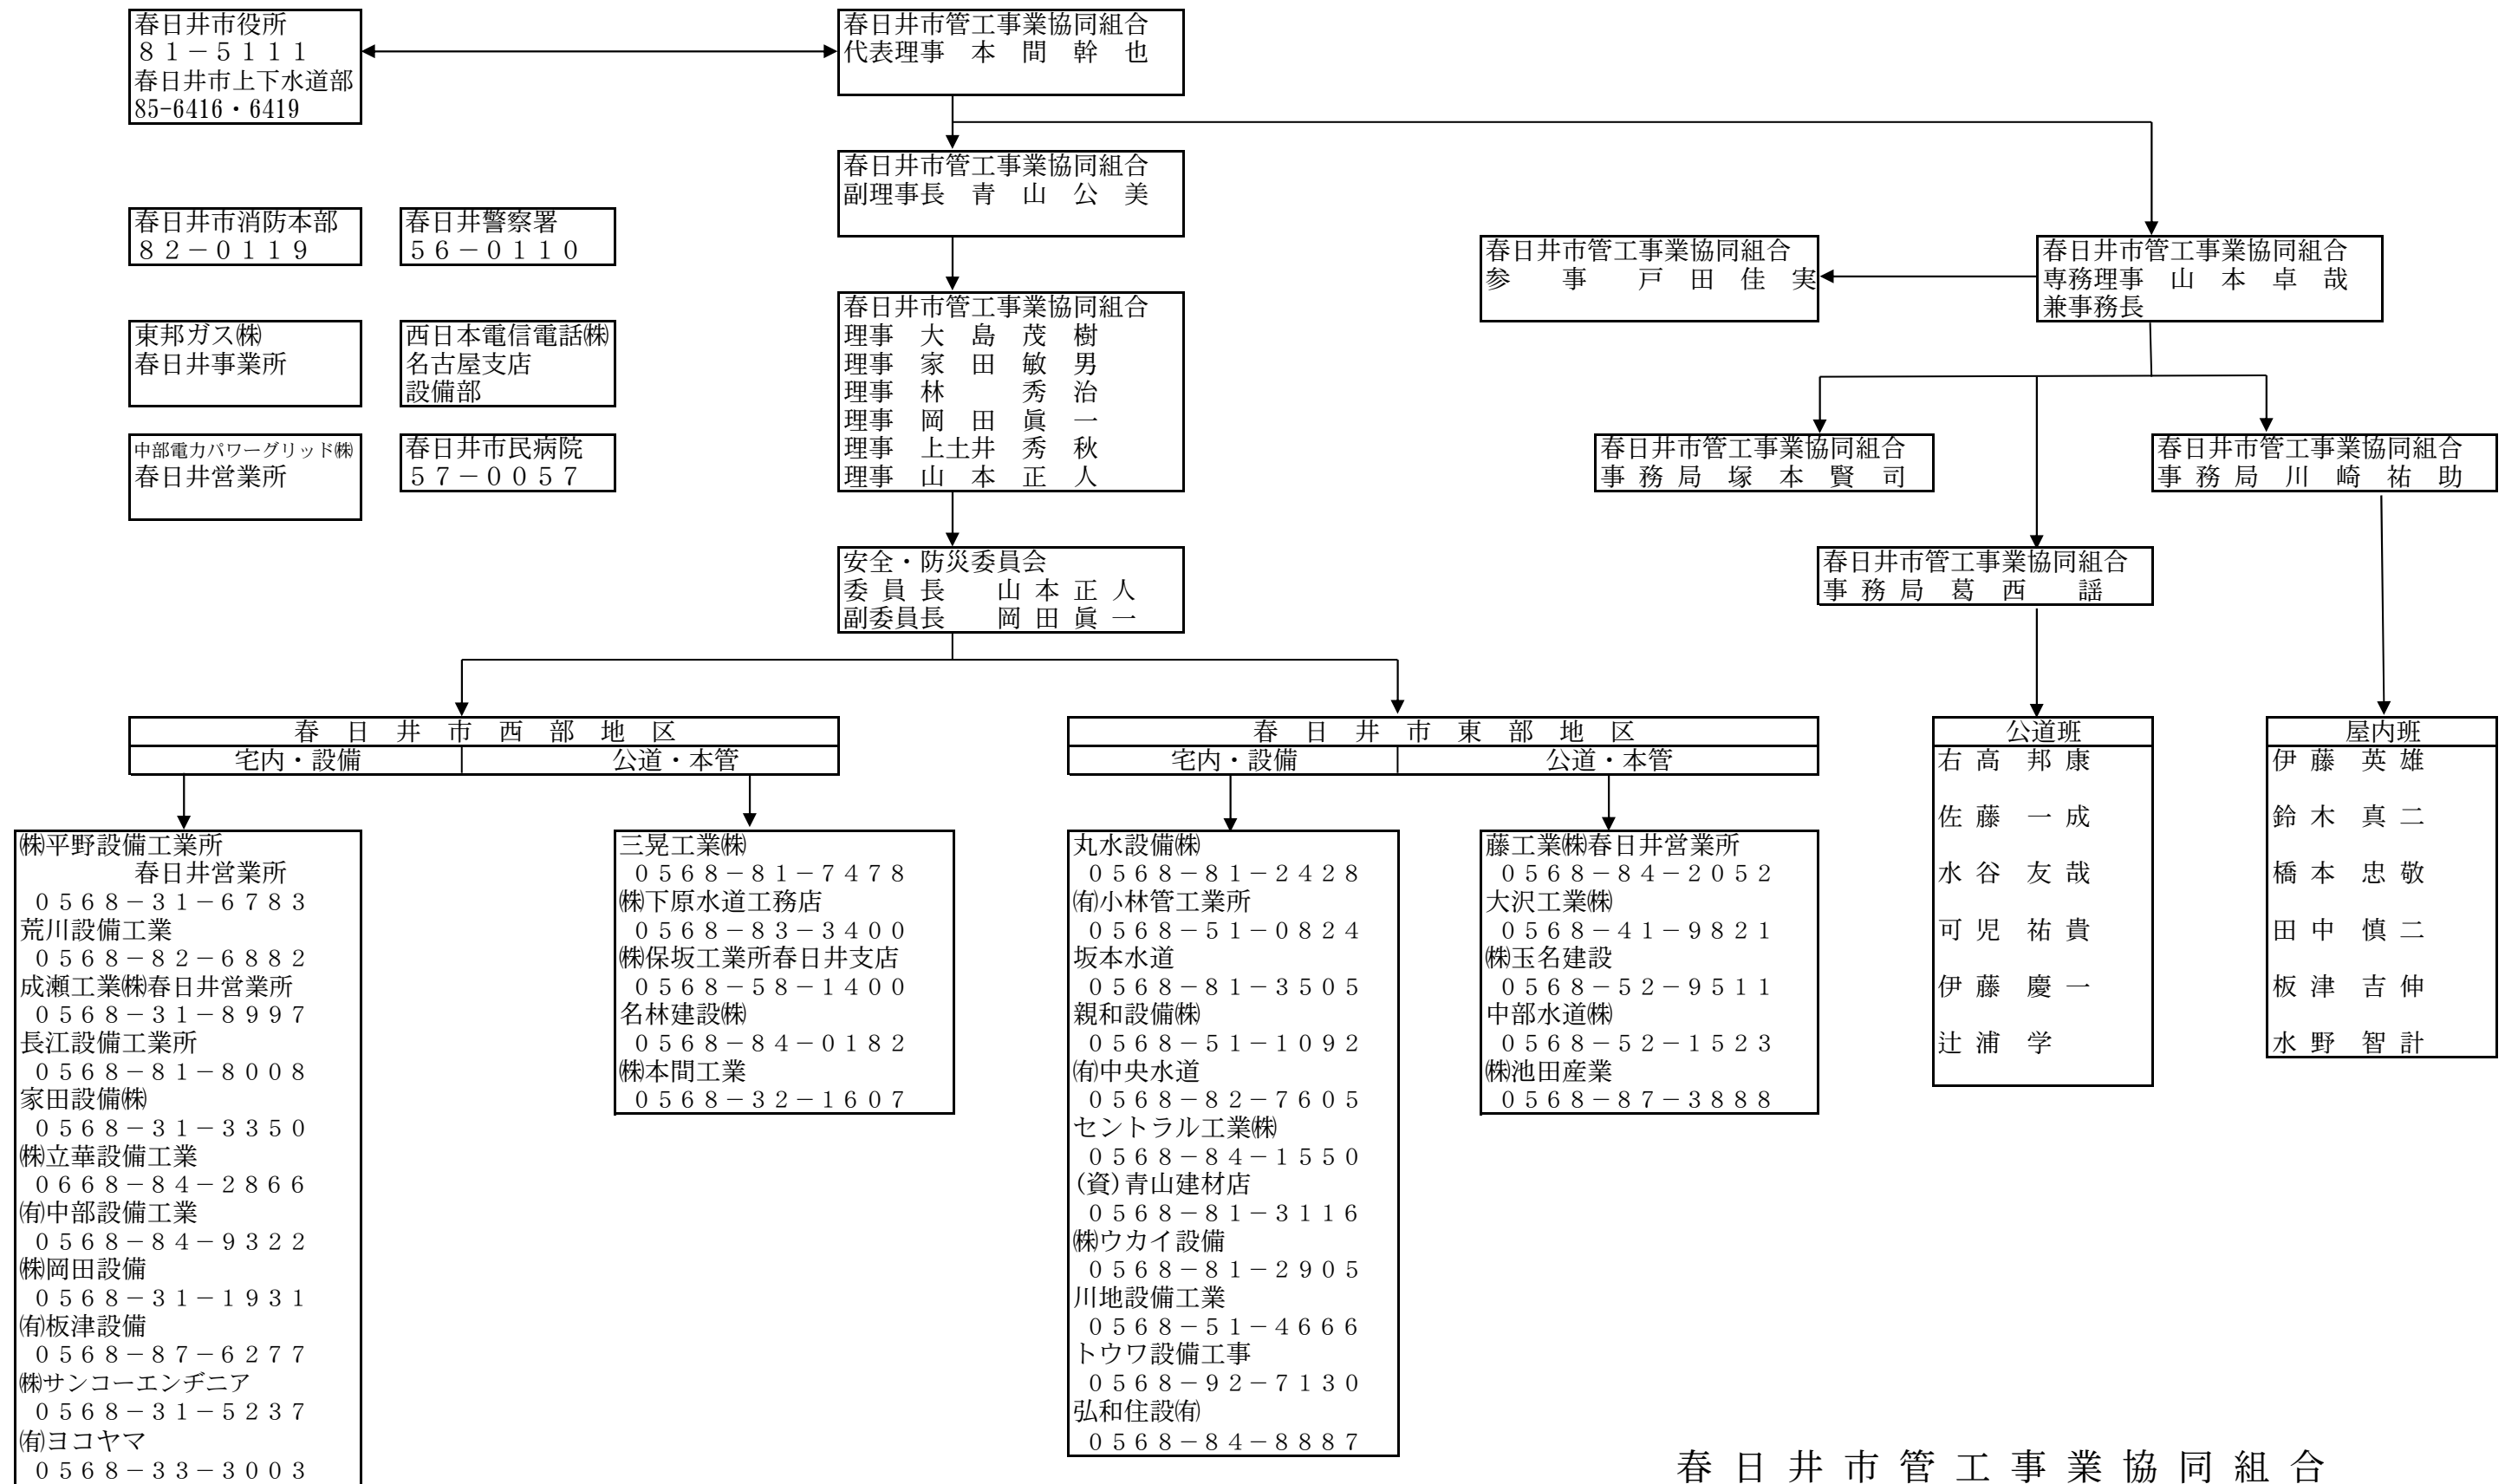 春日井市役所
８１－５１１１
春日井市上下水道部
85-6416・6419
春日井市管工事業協同組合
代表理事　本　間　幹　也
春日井市管工事業協同組合
副理事長　青　山　公　美
春日井市消防本部
８２－０１１９
春日井警察署
５６－０１１０
春日井市管工事業協同組合
参　　事　　戸　田　佳　実
春日井市管工事業協同組合
専務理事　山　本　卓　哉
兼事務長
東邦ガス㈱
春日井事業所
西日本電信電話㈱
名古屋支店
設備部
春日井市管工事業協同組合
理事　大　島　茂　樹
理事　家　田　敏　男
理事　林　　　秀　治
理事　岡　田　眞　一
理事　上土井　秀　秋
理事　山　本　正　人
中部電力パワーグリッド㈱
春日井営業所
春日井市民病院
５７－００５７
春日井市管工事業協同組合
事 務 局　塚　本　賢　司
春日井市管工事業協同組合
事 務 局　川　崎　祐　助
安全・防災委員会
委 員 長　　山 本 正 人
副委員長　　岡 田 眞 一
春日井市管工事業協同組合
事 務 局　葛　西　　謡
春　日　井　市　西　部　地　区
宅内・設備
公道・本管
春　日　井　市　東　部　地　区
宅内・設備
公道・本管
㈱平野設備工業所
春日井営業所
０５６８－３１－６７８３
荒川設備工業
０５６８－８２－６８８２
成瀬工業㈱春日井営業所
０５６８－３１－８９９７
長江設備工業所
０５６８－８１－８００８
家田設備㈱
０５６８－３１－３３５０
㈱立華設備工業
０６６８－８４－２８６６
㈲中部設備工業
０５６８－８４－９３２２
㈱岡田設備
０５６８－３１－１９３１
㈲板津設備
０５６８－８７－６２７７
㈱サンコーエンヂニア
０５６８－３１－５２３７
㈲ヨコヤマ
０５６８－３３－３００３
三晃工業㈱
０５６８－８１－７４７８
㈱下原水道工務店
０５６８－８３－３４００
㈱保坂工業所春日井支店
０５６８－５８－１４００
名林建設㈱
０５６８－８４－０１８２
㈱本間工業
０５６８－３２－１６０７
丸水設備㈱
０５６８－８１－２４２８
㈲小林管工業所
０５６８－５１－０８２４
坂本水道
０５６８－８１－３５０５
親和設備㈱
０５６８－５１－１０９２
㈲中央水道
０５６８－８２－７６０５
セントラル工業㈱
０５６８－８４－１５５０
(資)青山建材店
０５６８－８１－３１１６
㈱ウカイ設備
０５６８－８１－２９０５
川地設備工業
０５６８－５１－４６６６
トウワ設備工事
０５６８－９２－７１３０
弘和住設㈲
０５６８－８４－８８８７
藤工業㈱春日井営業所
０５６８－８４－２０５２
大沢工業㈱
０５６８－４１－９８２１
㈱玉名建設
０５６８－５２－９５１１
中部水道㈱
０５６８－５２－１５２３
㈱池田産業
０５６８－８７－３８８８
公道班
右 高　邦 康
佐 藤　一 成
水 谷　友 哉
可 児　祐 貴
伊 藤　慶 一
辻 浦　学
屋内班
伊 藤　英 雄
鈴 木　真 二
橋 本　忠 敬
田 中　慎 二
板 津　吉 伸
水 野　智 計
春 日 井 市 管 工 事 業 協 同 組 合